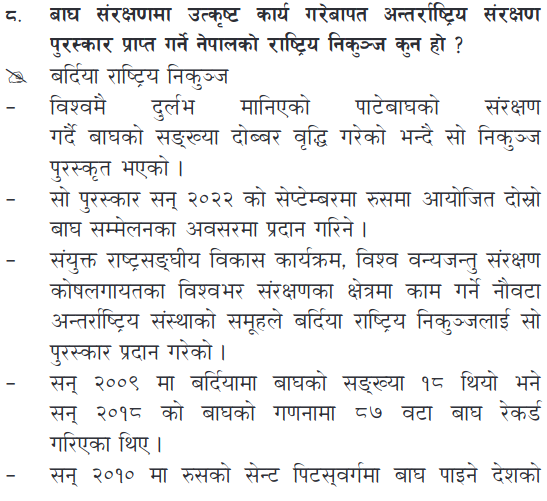 ८. बाघ संरक्षणमा उत्कृष्ट कार्य गरेबापत अन्तर्राष्ट्रिय संरक्षण
पुरस्कार प्राप्त गर्ने नेपालको राष्ट्रिय निकुञ्ज कुन हो ?
✍ बर्दिया राष्ट्रिय निकुञ्ज
– विश्वमै दुर्लभ मानिएको पाटेबाघको संरक्षण
गर्दै बाघको सङ्ख्या दोब्बर वृद्धि गरेको भन्दै सो निकुञ्ज
पुरस्कृत भएको ।
– सो पुरस्कार सन् २०२२ को सेप्टेम्बरमा रुसमा आयोजित दोस्रो
बाघ सम्मेलनका अवसरमा प्रदान गरिने ।
– संयुक्त राष्ट्रसङ्घीय विकास कार्यक्रम, विश्व वन्यजन्तु संरक्षण
कोषलगायतका विश्वभर संरक्षणका क्षेत्रमा काम गर्ने नौवटा
अन्तर्राष्ट्रिय संस्थाको समूहले बर्दिया राष्ट्रिय निकुञ्जलाई सो
पुरस्कार प्रदान गरेको ।
– सन् २००९ मा बर्दियामा बाघको सङ्ख्या १८ थियो भने
सन् २०१८ को बाघको गणनामा ८७ वटा बाघ रेकर्ड
गरिएका थिए ।
– सन् २०१० मा रुसको सेन्ट पिटस्वर्गमा बाघ पाइने देशको